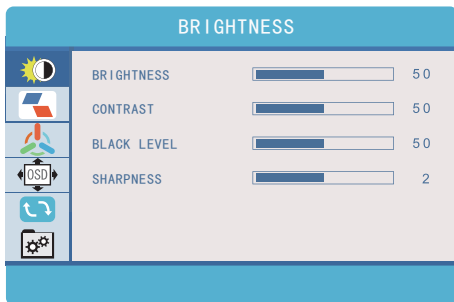 BRIGHTNESS
BRIGHTNESS 50
CONTRAST 50
BLACK LEVEL 50
SHARPNESS 2
OSD